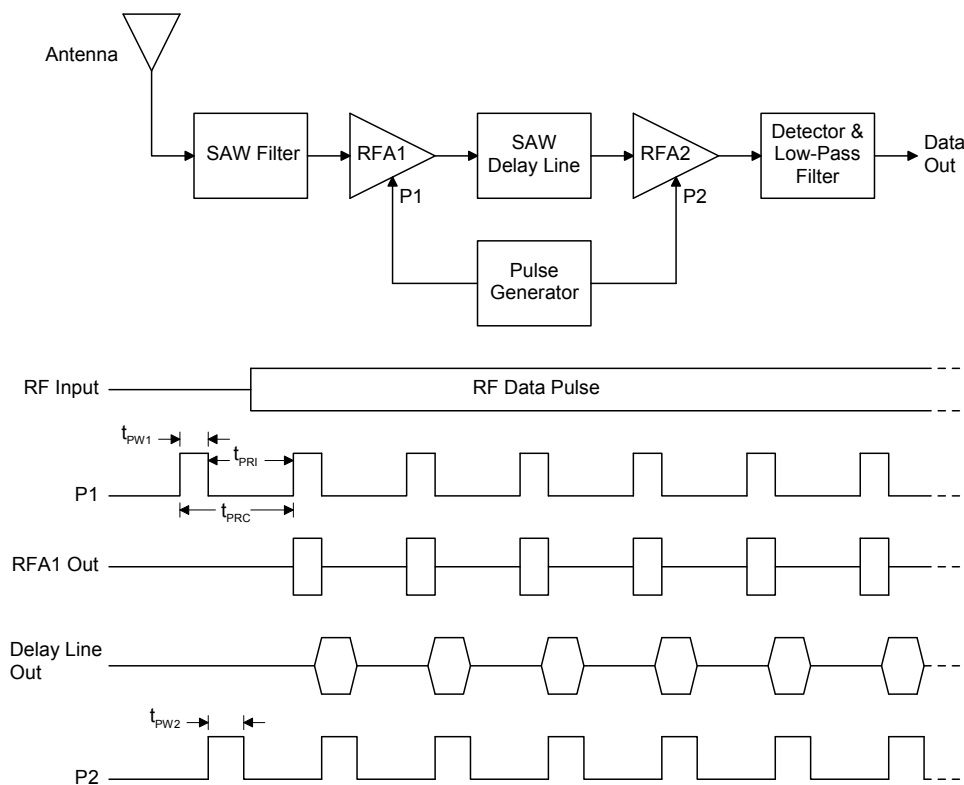 Antenna
SAW Filter
RFA1
SAW
Delay Line
RFA2
Detector &
Low-Pass
Filter
Data
Out
P1
P2
Pulse
Generator
RF Input
RF Data Pulse
tPW1
tPRI
P1
tPRC
RFA1 Out
Delay Line
Out
tPW2
P2